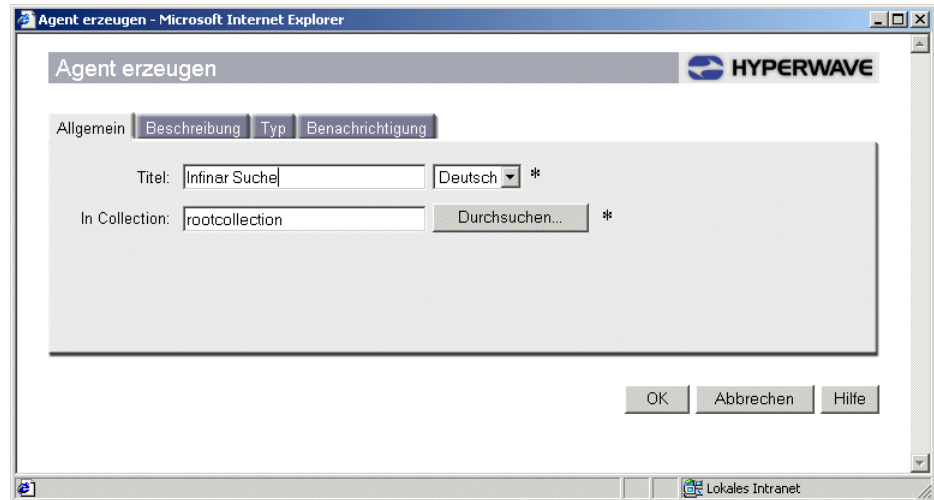 Agent erzeugen - Microsoft Internet Explorer
Agent erzeugen HYPERWAVE
Allgemein Beschreibung Typ Benachrichtigung
Titel: Infinar Suche Deutsch *
In Collection: rootcollection Durchsuchen... *
OK Abbrechen Hilfe
Lokales Intranet